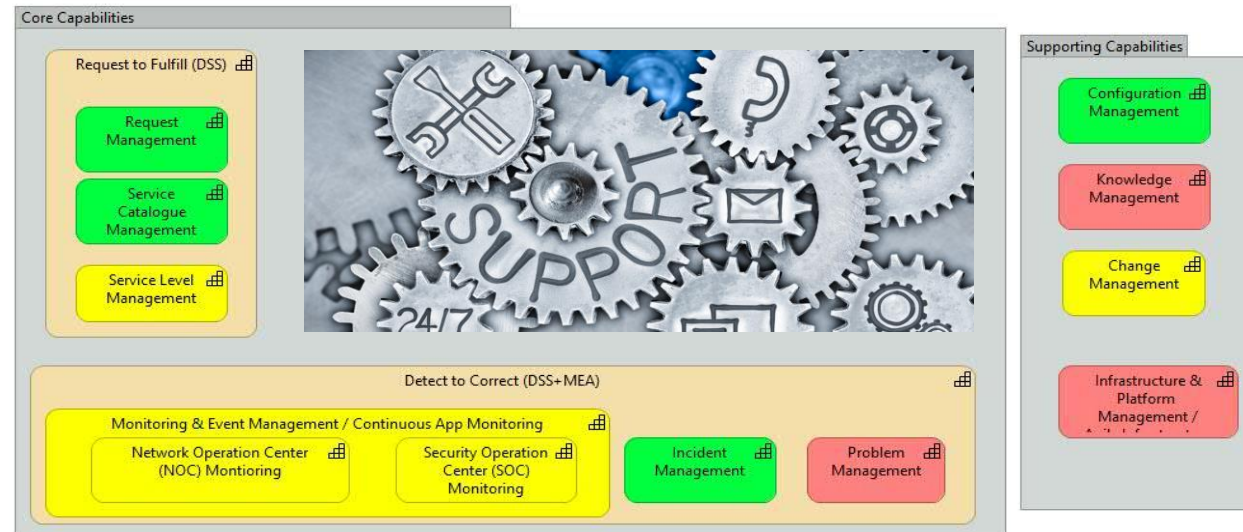 Core Capabilities
Request to Fulfill (DSS)
Request
Management
Service
Catalogue
Management
Service Level
Management
SUPPORT
24/7
Detect to Correct (DSS+MEA)
Monitoring & Event Management / Continuous App Monitoring
Network Operation Center
(NOC) Montioring
Security Operation
Center (SOC)
Monitoring
Incident
Management
Problem
Management
Supporting Capabilities
Configuration
Management
Knowledge
Management
Change
Management
Infrastructure &
Platform
Management /